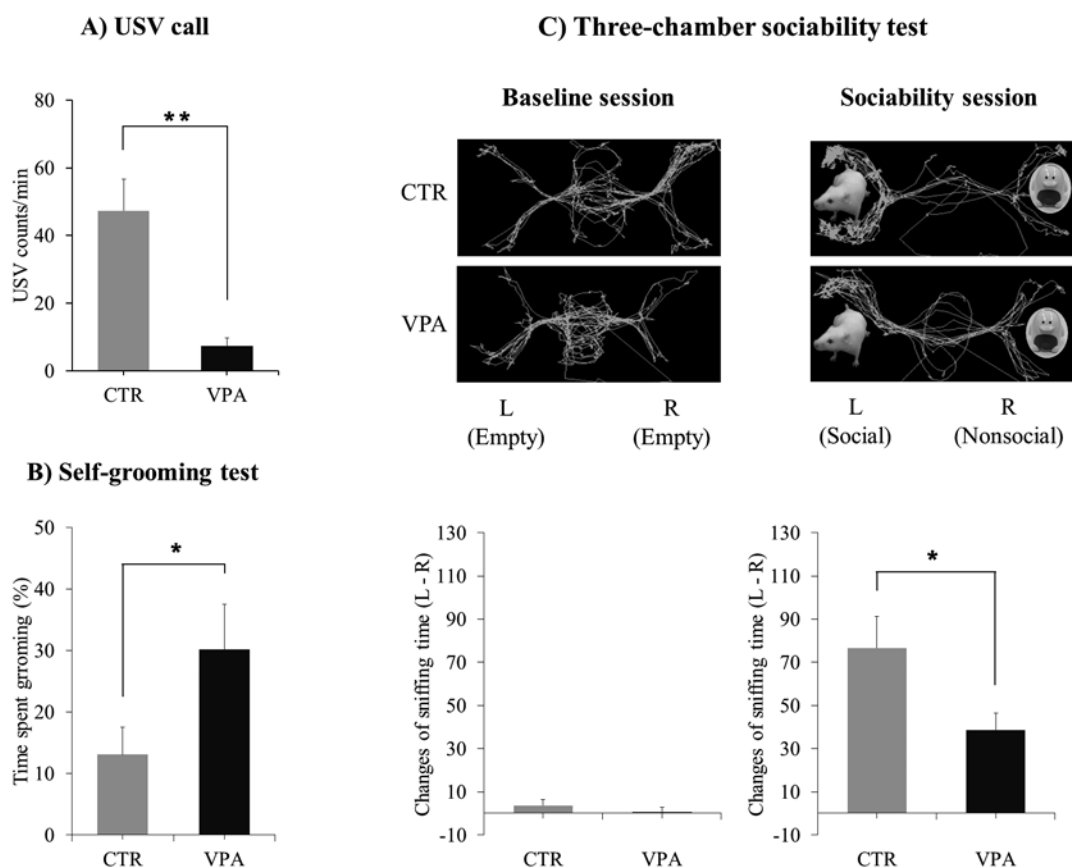 A) USV call
80
60
40
20
0
USV counts/min
**
CTR
VPA
B) Self-grooming test
50
40
30
20
10
0
Time spent grroming (%)
*
CTR
VPA
C) Three-chamber sociability test
Baseline session
Sociability session
CTR
VPA
L
(Empty)
R
(Empty)
L
(Social)
R
(Nonsocial)
130
110
90
70
50
30
10
-10
Changes of sniffing time (L - R)
CTR
VPA
130
110
90
70
50
30
10
-10
Changes of sniffing time (L - R)
*
CTR
VPA